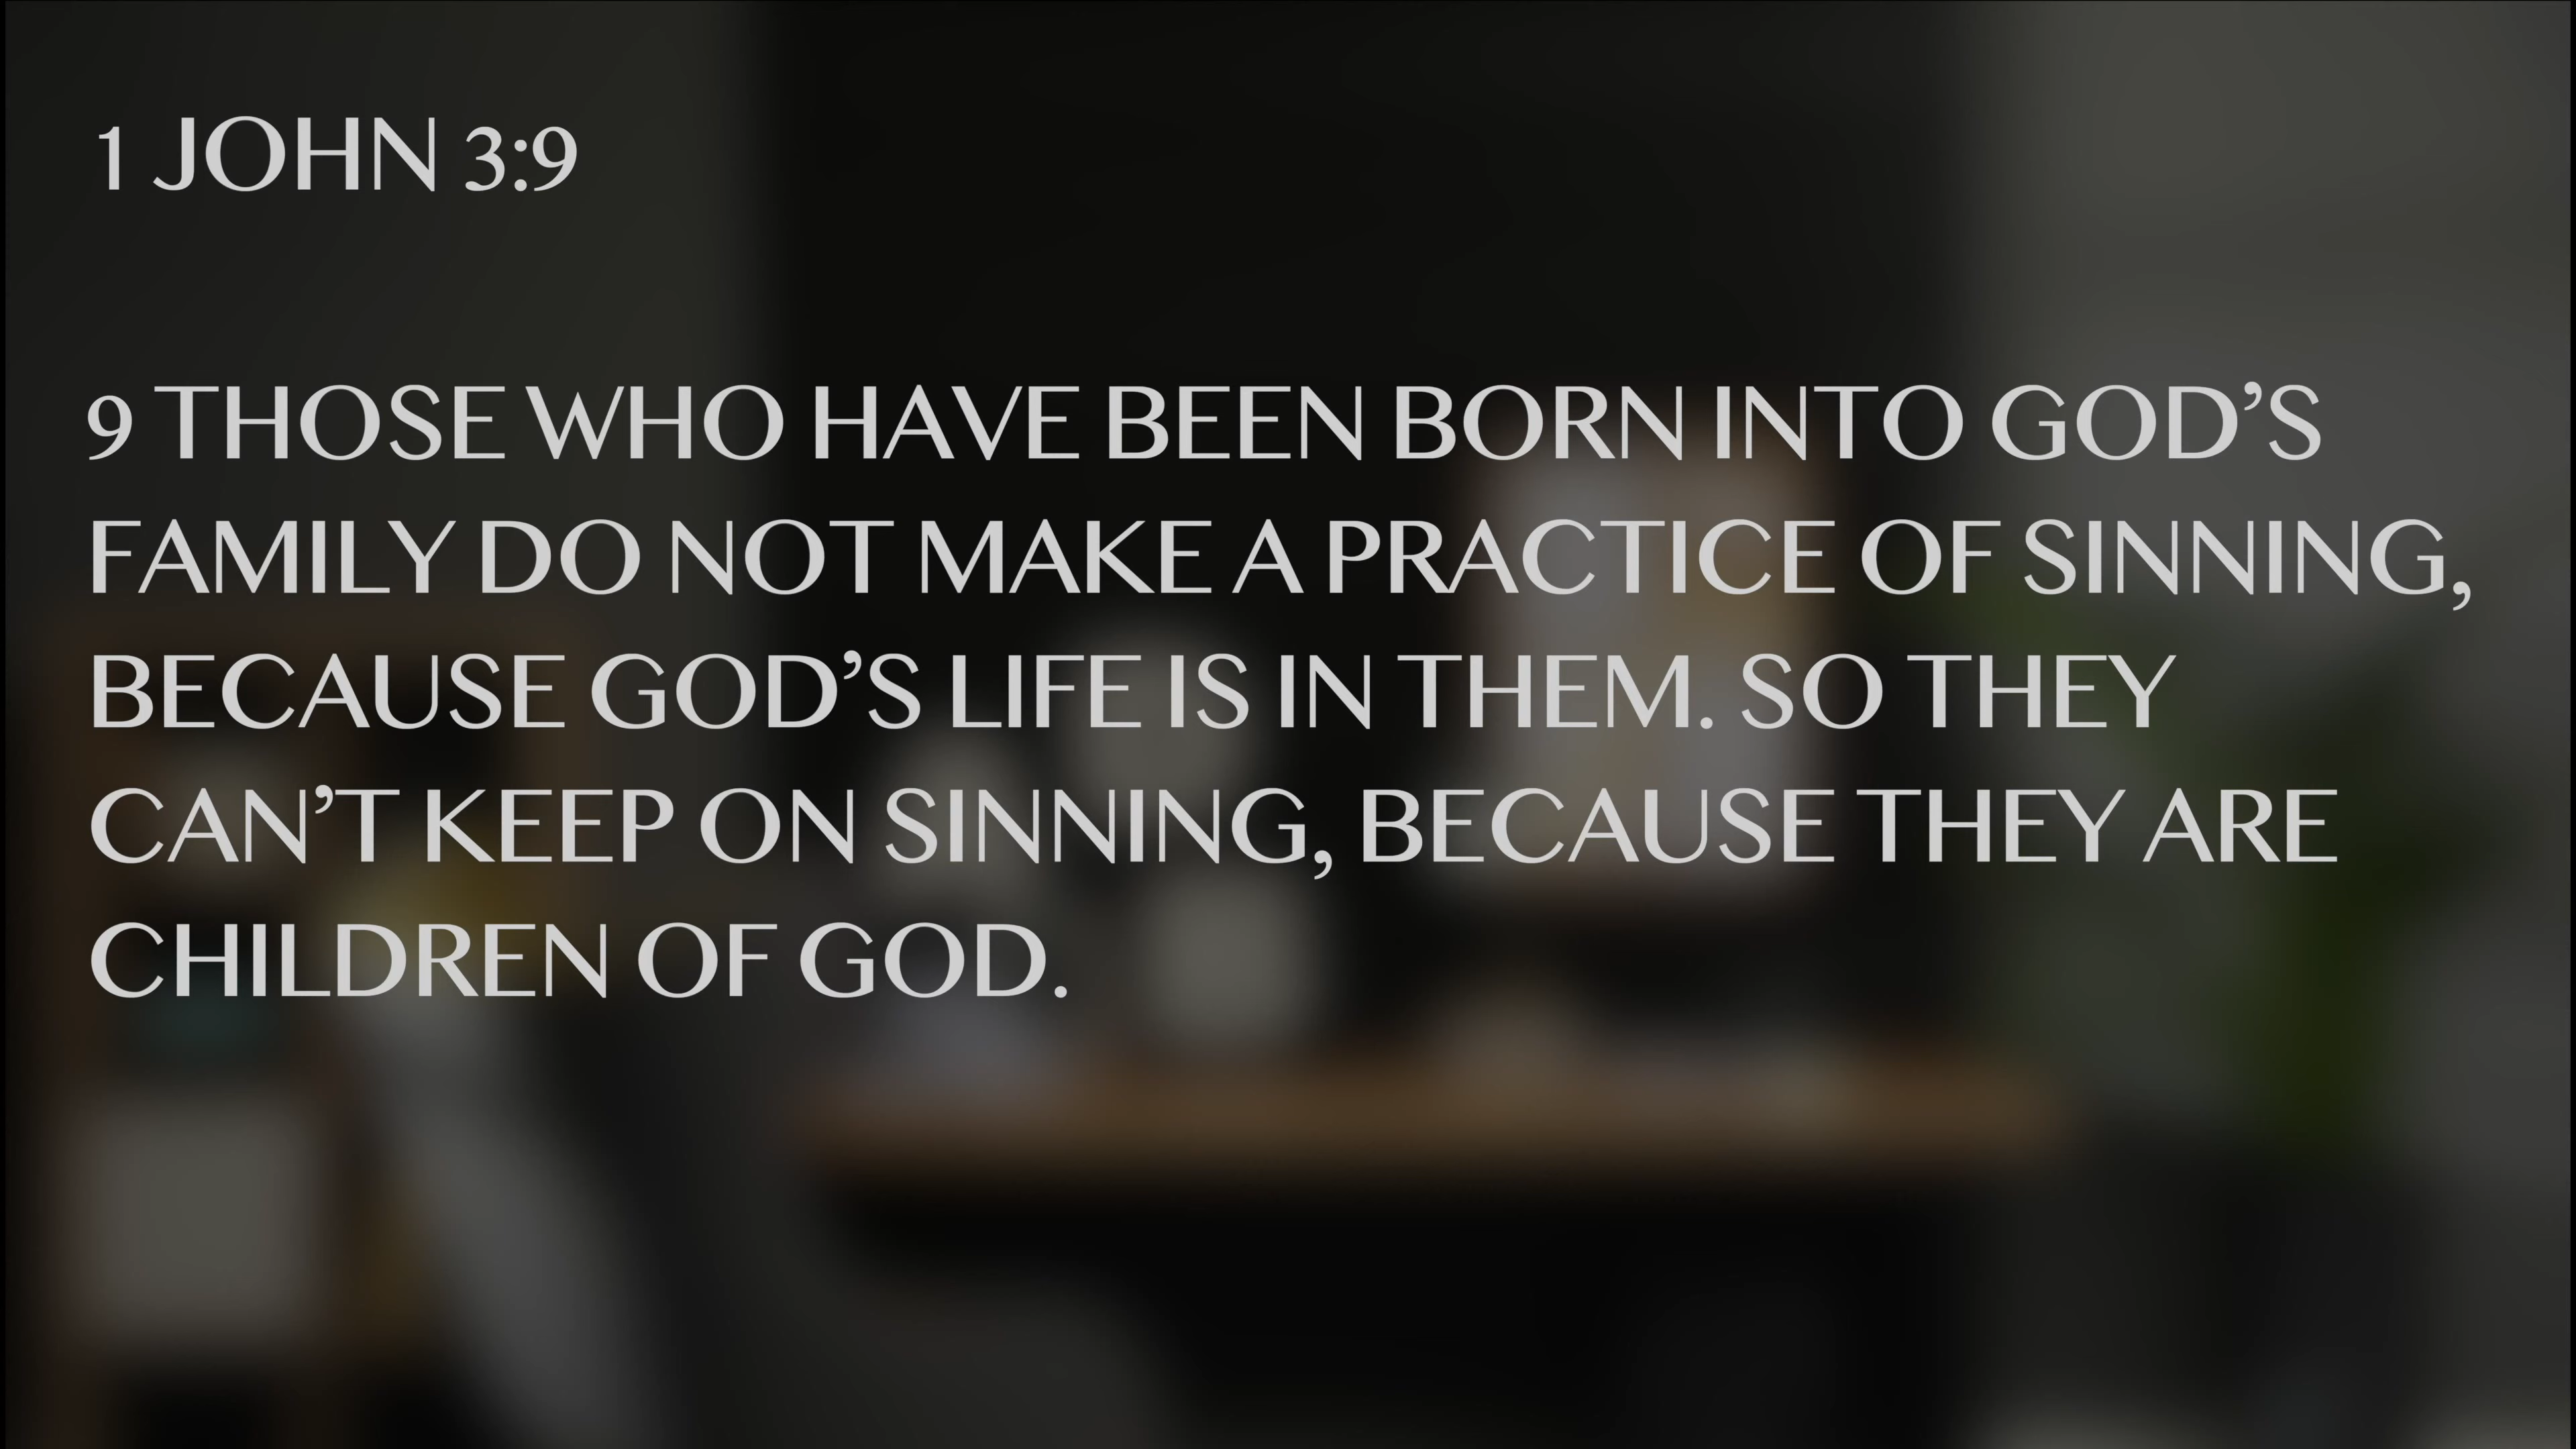 1 JOHN 3:9
9 THOSE WHO HAVE BEEN BORN INTO GOD’S
FAMILY DO NOT MAKE A PRACTICE OF SINNING,
BECAUSE GOD’S LIFE IS IN THEM. SO THEY
CAN’T KEEP ON SINNING, BECAUSE THEY ARE
CHILDREN OF GOD.